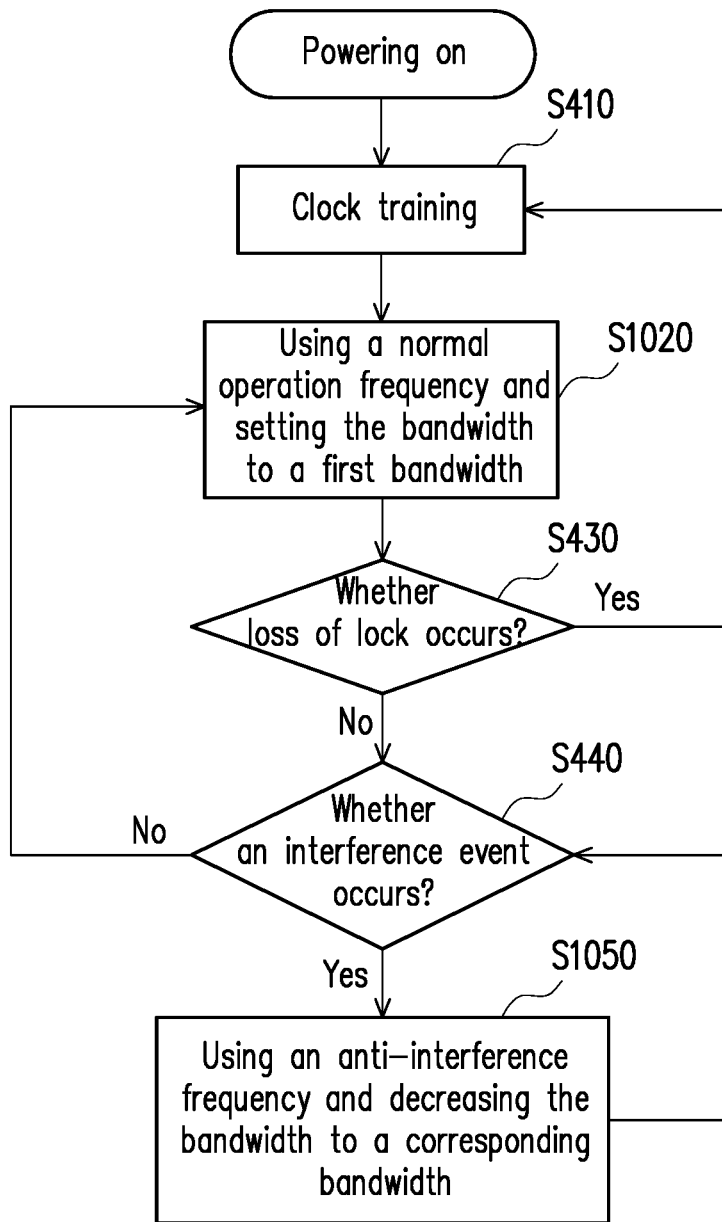 Powering on
S410
Clock training
S1020
Using a normal
operation frequency and
setting the bandwidth
to a first bandwidth
S430
Whether
loss of lock occurs?
Yes
No
S440
Whether
an interference event
occurs?
No
Yes
S1050
Using an anti-interference
frequency and decreasing the
bandwidth to a corresponding
bandwidth